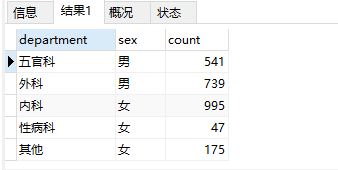 信息 结果1 概况 状态
department sex count
五官科 男 541
外科 男 739
内科 女 995
性病科 女 47
其他 女 175